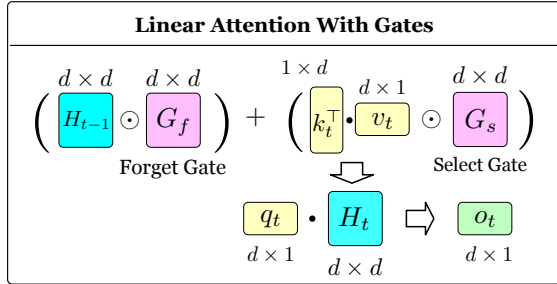 Linear Attention With Gates
d × d d × d 1 × d d × 1 d × d
( H_{t−1} ⊙ G_f ) + ( k_t^⊤ • v_t ⊙ G_s )
Forget Gate Select Gate
q_t • H_t o_t
d × 1 d × d d × 1